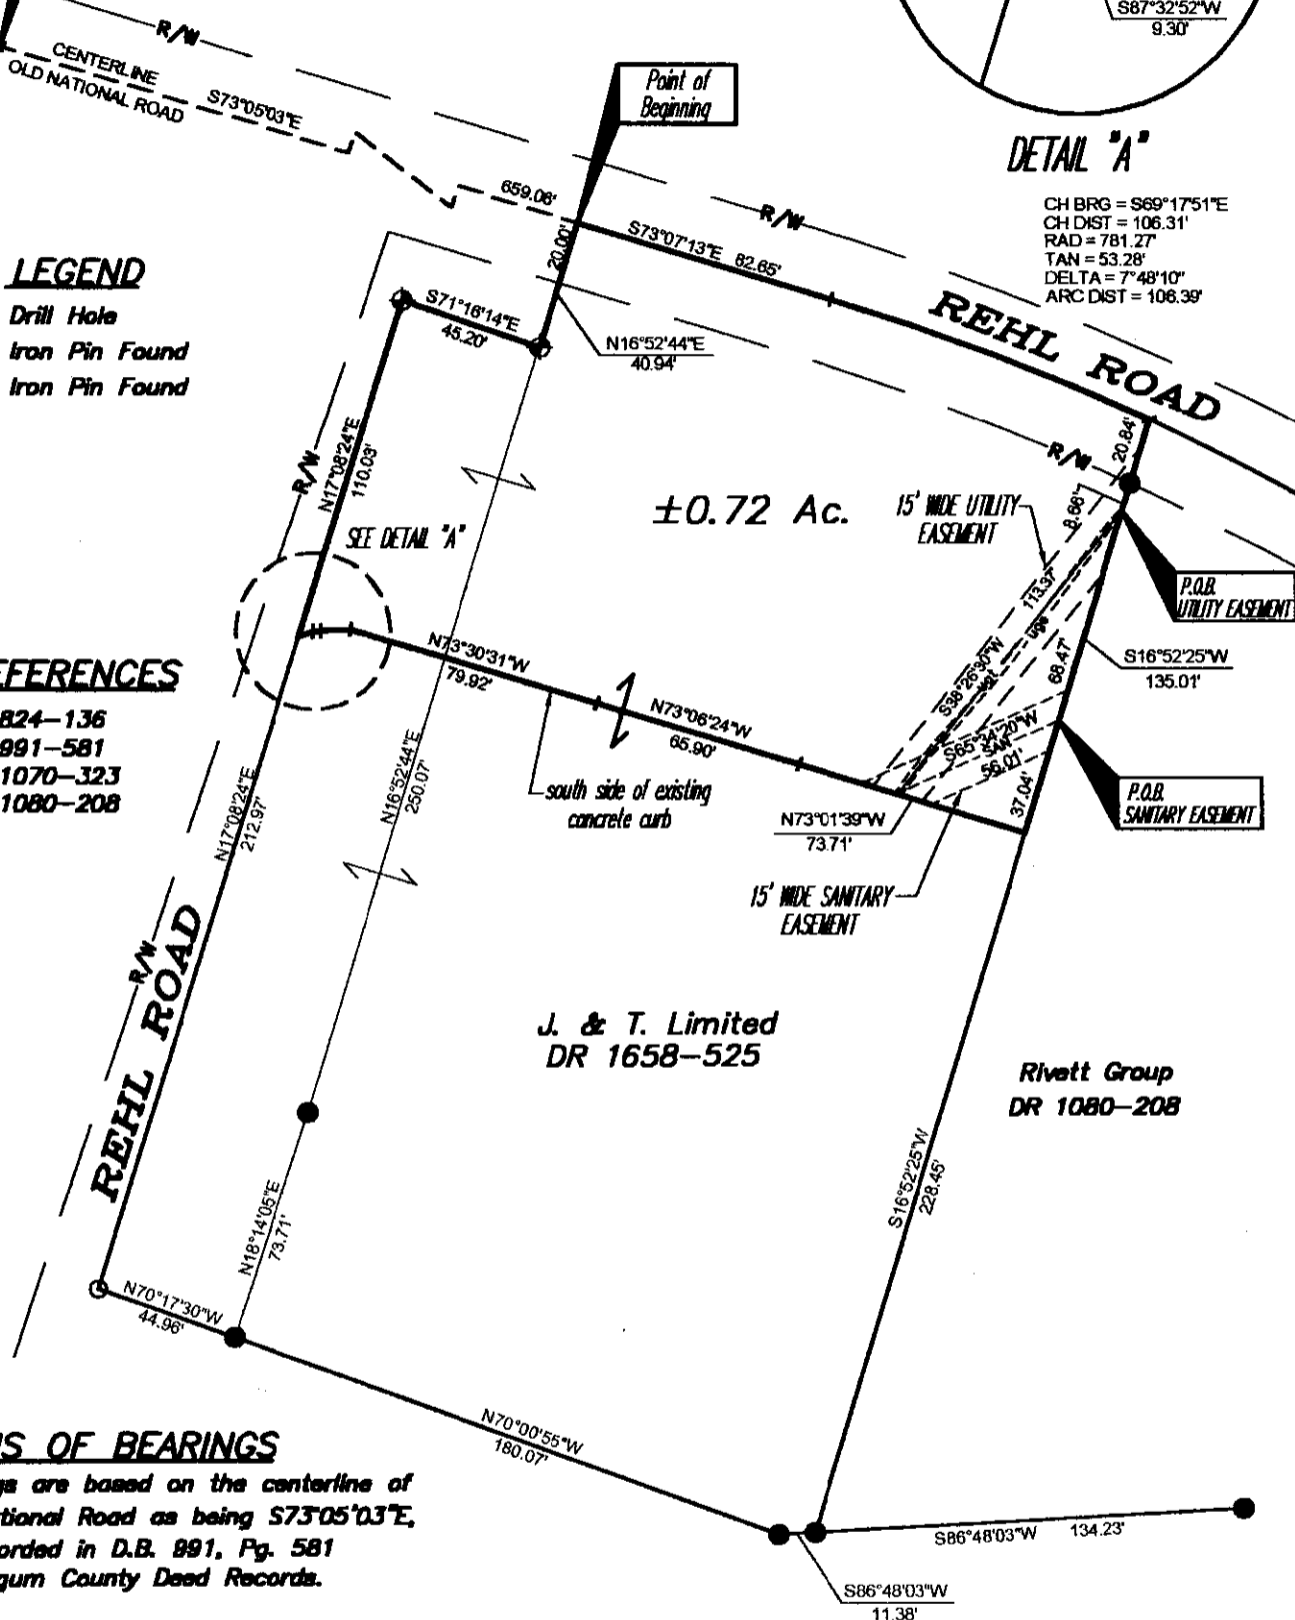 S87°32'52"W
9.30'
R/W
CENTERLINE
OLD NATIONAL ROAD
S73°05'03"E
Point of
Beginning
DETAIL "A"
CH BRG = S69°17'51"E
CH DIST = 106.31'
RAD = 781.27'
TAN = 53.28'
DELTA = 7°48'10"
ARC DIST = 106.39'
659.06'
R/W
20.00'
S73°07'13"E 82.65'
LEGEND
Drill Hole
Iron Pin Found
Iron Pin Found
S71°16'14"E
45.20'
N16°52'44"E
40.94'
REHL ROAD
20.84'
R/W
R/W
N17°08'24"E
110.03'
±0.72 Ac.
15' WIDE UTILITY
EASEMENT
8.66'
SEE DETAIL "A"
113.37'
uge
S38°26'30"W
P.O.B.
UTILITY EASEMENT
68.47'
S16°52'25"W
135.01'
EFERENCES
824-136
991-581
1070-323
1080-208
N73°30'31"W
79.92'
N73°06'24"W
65.90'
S65°34'20"W
SAN
56.01'
37.04'
P.O.B.
SANITARY EASEMENT
south side of existing
concrete curb
N73°01'39"W
73.71'
15' WIDE SANITARY
EASEMENT
N17°08'24"E
212.97'
N16°52'44"E
250.07'
R/W
REHL ROAD
J. & T. Limited
DR 1658-525
Rivett Group
DR 1080-208
S16°52'25"W
228.45'
N18°14'05"E
73.71'
N70°17'30"W
44.96'
N70°00'55"W
180.07'
S86°48'03"W 134.23'
S86°48'03"W
11.38'
IS OF BEARINGS
gs are based on the centerline of
tional Road as being S73°05'03"E,
orded in D.B. 991, Pg. 581
gum County Deed Records.